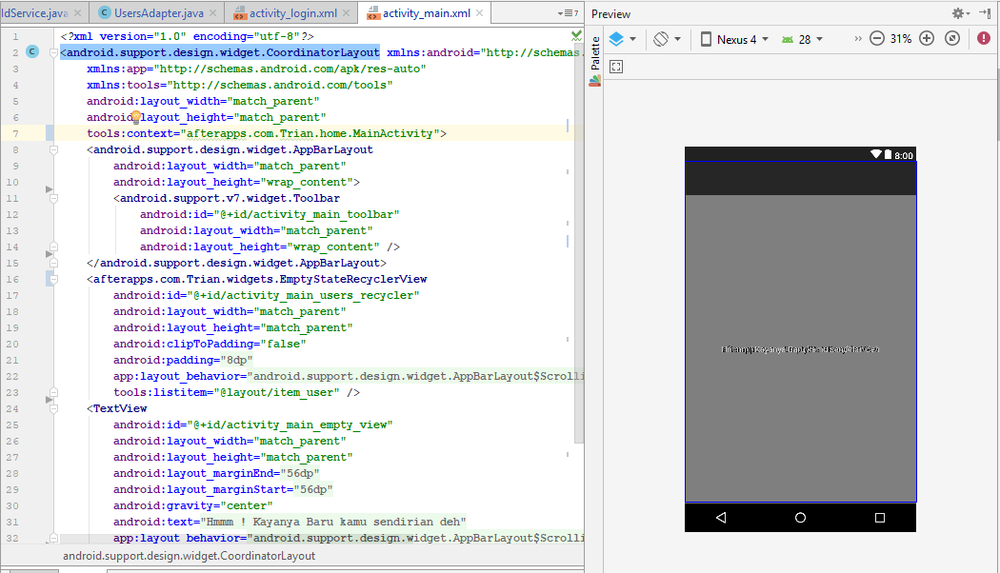 ldService.java
UsersAdapter.java
activity_login.xml
activity_main.xml
7
Preview
Palette
Nexus 4
28
31%
1 <?xml version="1.0" encoding="utf-8"?>
2 <android.support.design.widget.CoordinatorLayout xmlns:android="http://schemas.
3 xmlns:app="http://schemas.android.com/apk/res-auto"
4 xmlns:tools="http://schemas.android.com/tools"
5 android:layout_width="match_parent"
6 android:layout_height="match_parent"
7 tools:context="afterapps.com.Trian.home.MainActivity">
8 <android.support.design.widget.AppBarLayout
9 android:layout_width="match_parent"
10 android:layout_height="wrap_content">
11 <android.support.v7.widget.Toolbar
12 android:id="@+id/activity_main_toolbar"
13 android:layout_width="match_parent"
14 android:layout_height="wrap_content" />
15 </android.support.design.widget.AppBarLayout>
16 <afterapps.com.Trian.widgets.EmptyStateRecyclerView
17 android:id="@+id/activity_main_users_recycler"
18 android:layout_width="match_parent"
19 android:layout_height="match_parent"
20 android:clipToPadding="false"
21 android:padding="8dp"
22 app:layout_behavior="android.support.design.widget.AppBarLayout$Scrolli
23 tools:listitem="@layout/item_user" />
24 <TextView
25 android:id="@+id/activity_main_empty_view"
26 android:layout_width="match_parent"
27 android:layout_height="match_parent"
28 android:layout_marginEnd="56dp"
29 android:layout_marginStart="56dp"
30 android:gravity="center"
31 android:text="Hmmm ! Kayanya Baru kamu sendirian deh"
32 app:layout_behavior="android.support.design.widget.AppBarLayout$Scrolli
android.support.design.widget.CoordinatorLayout
8:00